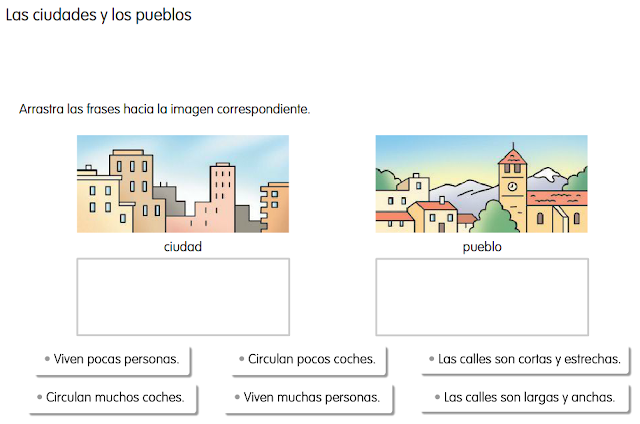 Las ciudades y los pueblos
Arrastra las frases hacia la imagen correspondiente.
ciudad
pueblo
• Viven pocas personas.
• Circulan pocos coches.
• Las calles son cortas y estrechas.
• Circulan muchos coches.
• Viven muchas personas.
• Las calles son largas y anchas.